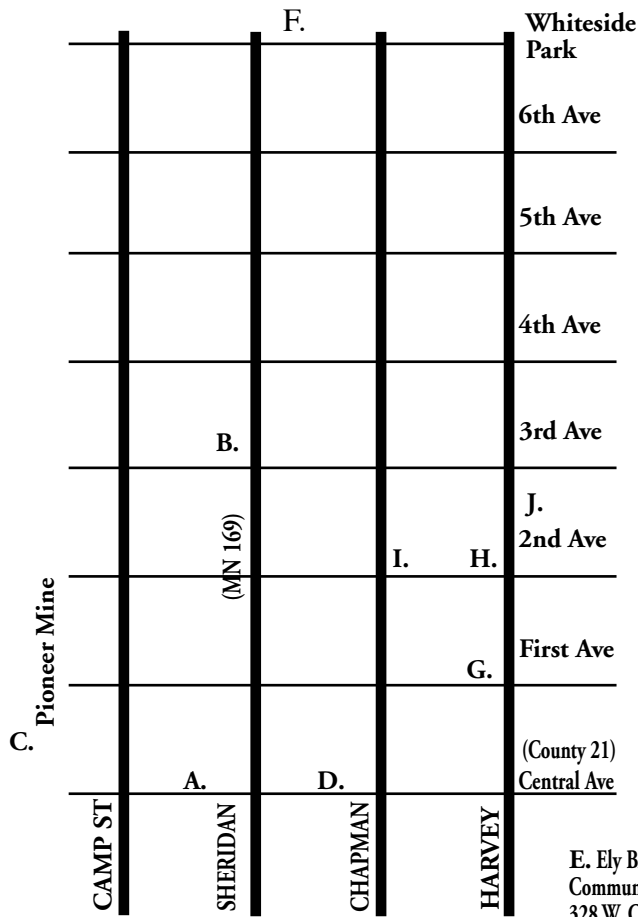 F.
Whiteside
Park
6th Ave
5th Ave
4th Ave
B.
3rd Ave
J.
(MN 169)
I.
H.
2nd Ave
Pioneer Mine
G.
First Ave
C.
(County 21)
A.
D.
Central Ave
CAMP ST
SHERIDAN
CHAPMAN
HARVEY
E. Ely B
Commun
328 W. C